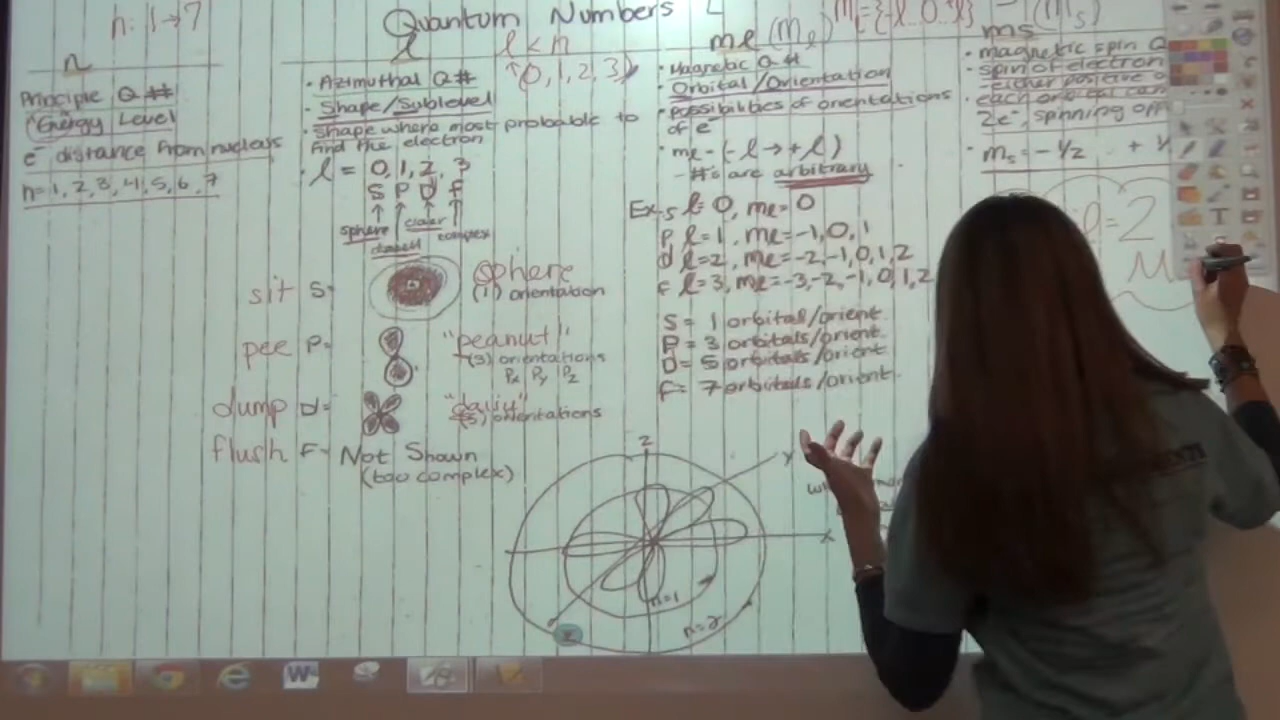 Quantum Numbers
n: 1→7
n
Principle Q #
(Energy Level
e⁻ distance from nucleus
n=1, 2, 3, 4, 5, 6, 7
l
l < n
(0, 1, 2, 3)
• Azimuthal Q #
• Shape/Sublevel
• Shape where most probable to
find the electron
• l = 0, 1, 2, 3
S P D f
sphere
complex
sit S=
sphere
(1) orientation
pee P=
"peanut"
(3) orientations
Px Py Pz
dump D=
"daisy"
(5) orientations
flush F= Not Shown
(too complex)
ml (ml) ml={-l..0..l}
• Magnetic Q #
• Orbital/Orientation
• possibilities of orientations
of e⁻
• ml - (-l → +l)
- #'s are arbitrary
Ex. s l=0, ml=0
p l=1, ml=-1,0,1
d l=2, ml=-2,-1,0,1,2
f l=3, ml=-3,-2,-1,0,1,2
S = 1 orbital/orient.
P = 3 orbitals/orient.
D = 5 orbitals/orient
F= 7 orbitals/orient.
ms (ms)
• magnetic spin Q
- spin of electron
- either positive o
• each orbital can
2e⁻, spinning opp
• ms = -1/2 +
l=2
M
z
y
x
n=1
n=2
W